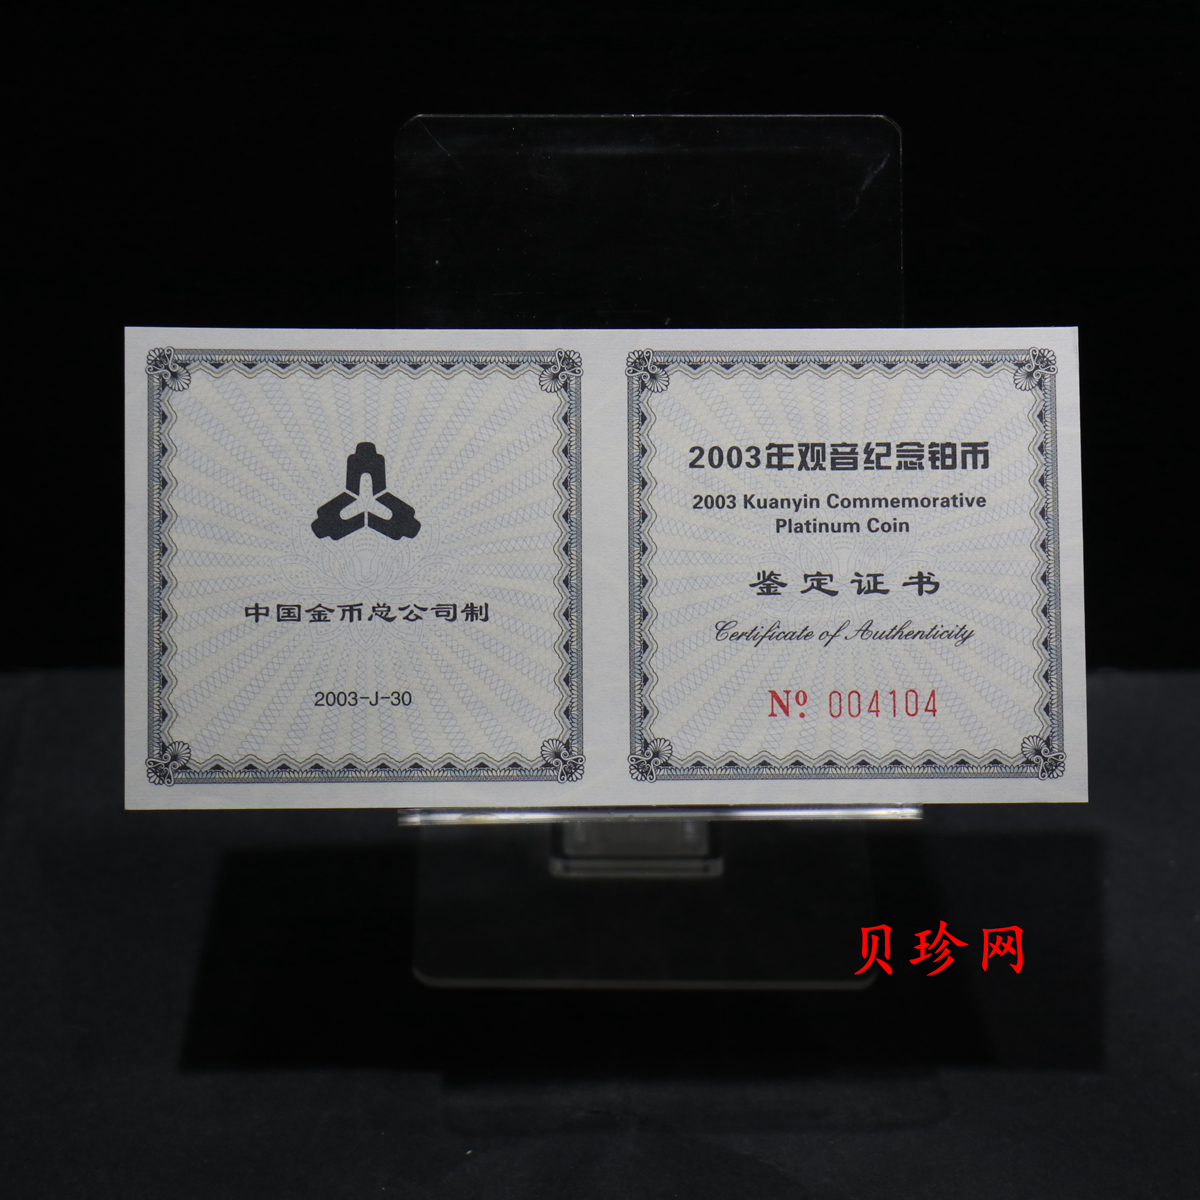 中国金币总公司制
2003-J-30
2003年观音纪念铂币
2003 Kuanyin Commemorative
Platinum Coin
鉴定证书
Certificate of Authenticity
Nº 004104
贝珍网